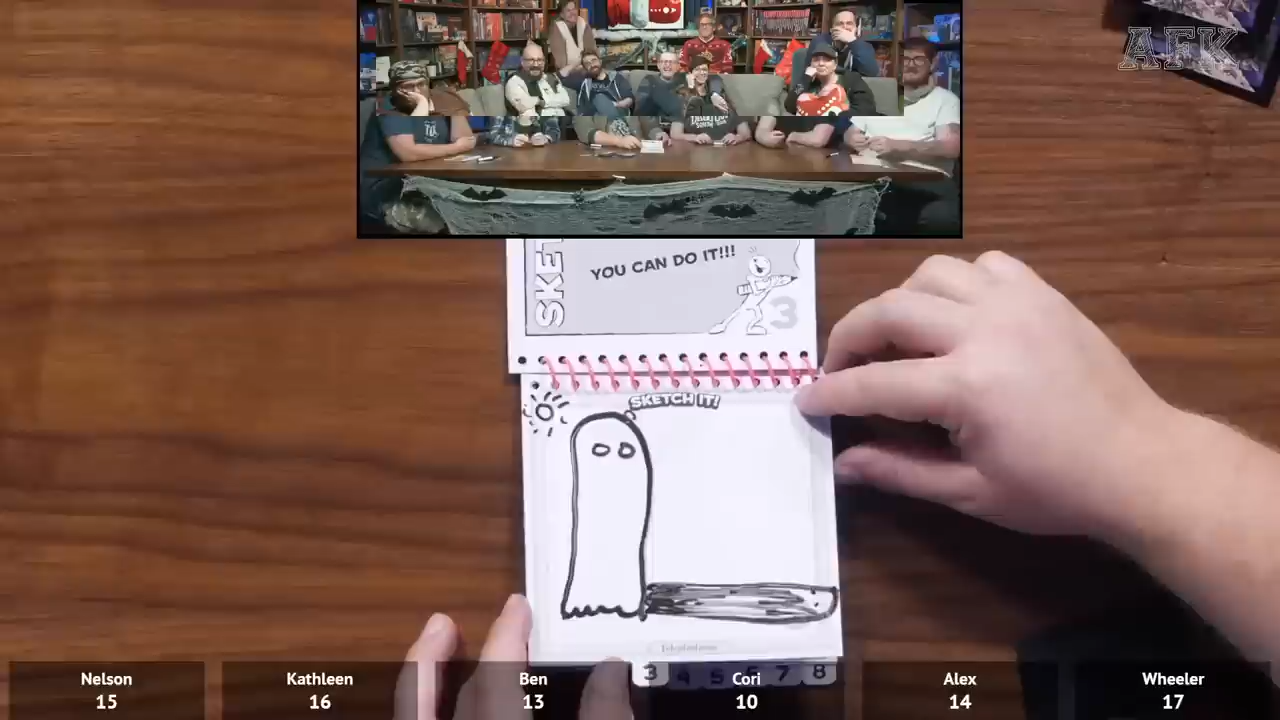 AFK
SKET
YOU CAN DO IT!!!
3
SKETCH IT!
3 4 5 6 7 8
Nelson
15
Kathleen
16
Ben
13
Cori
10
Alex
14
Wheeler
17